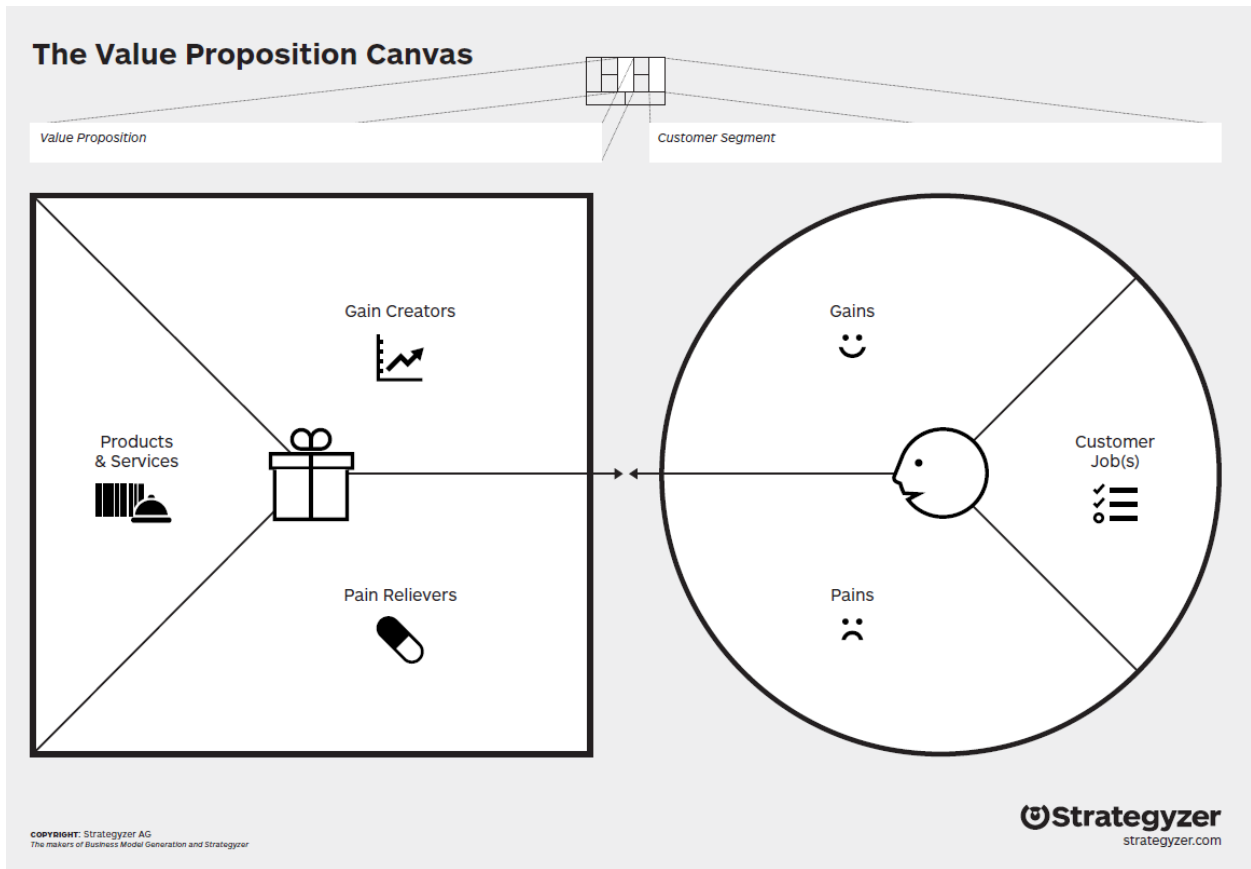 The Value Proposition Canvas
Value Proposition
Customer Segment
Gain Creators
Products
& Services
Pain Relievers
Gains
Customer
Job(s)
Pains
COPYRIGHT: Strategyzer AG
The makers of Business Model Generation and Strategyzer
Strategyzer
strategyzer.com